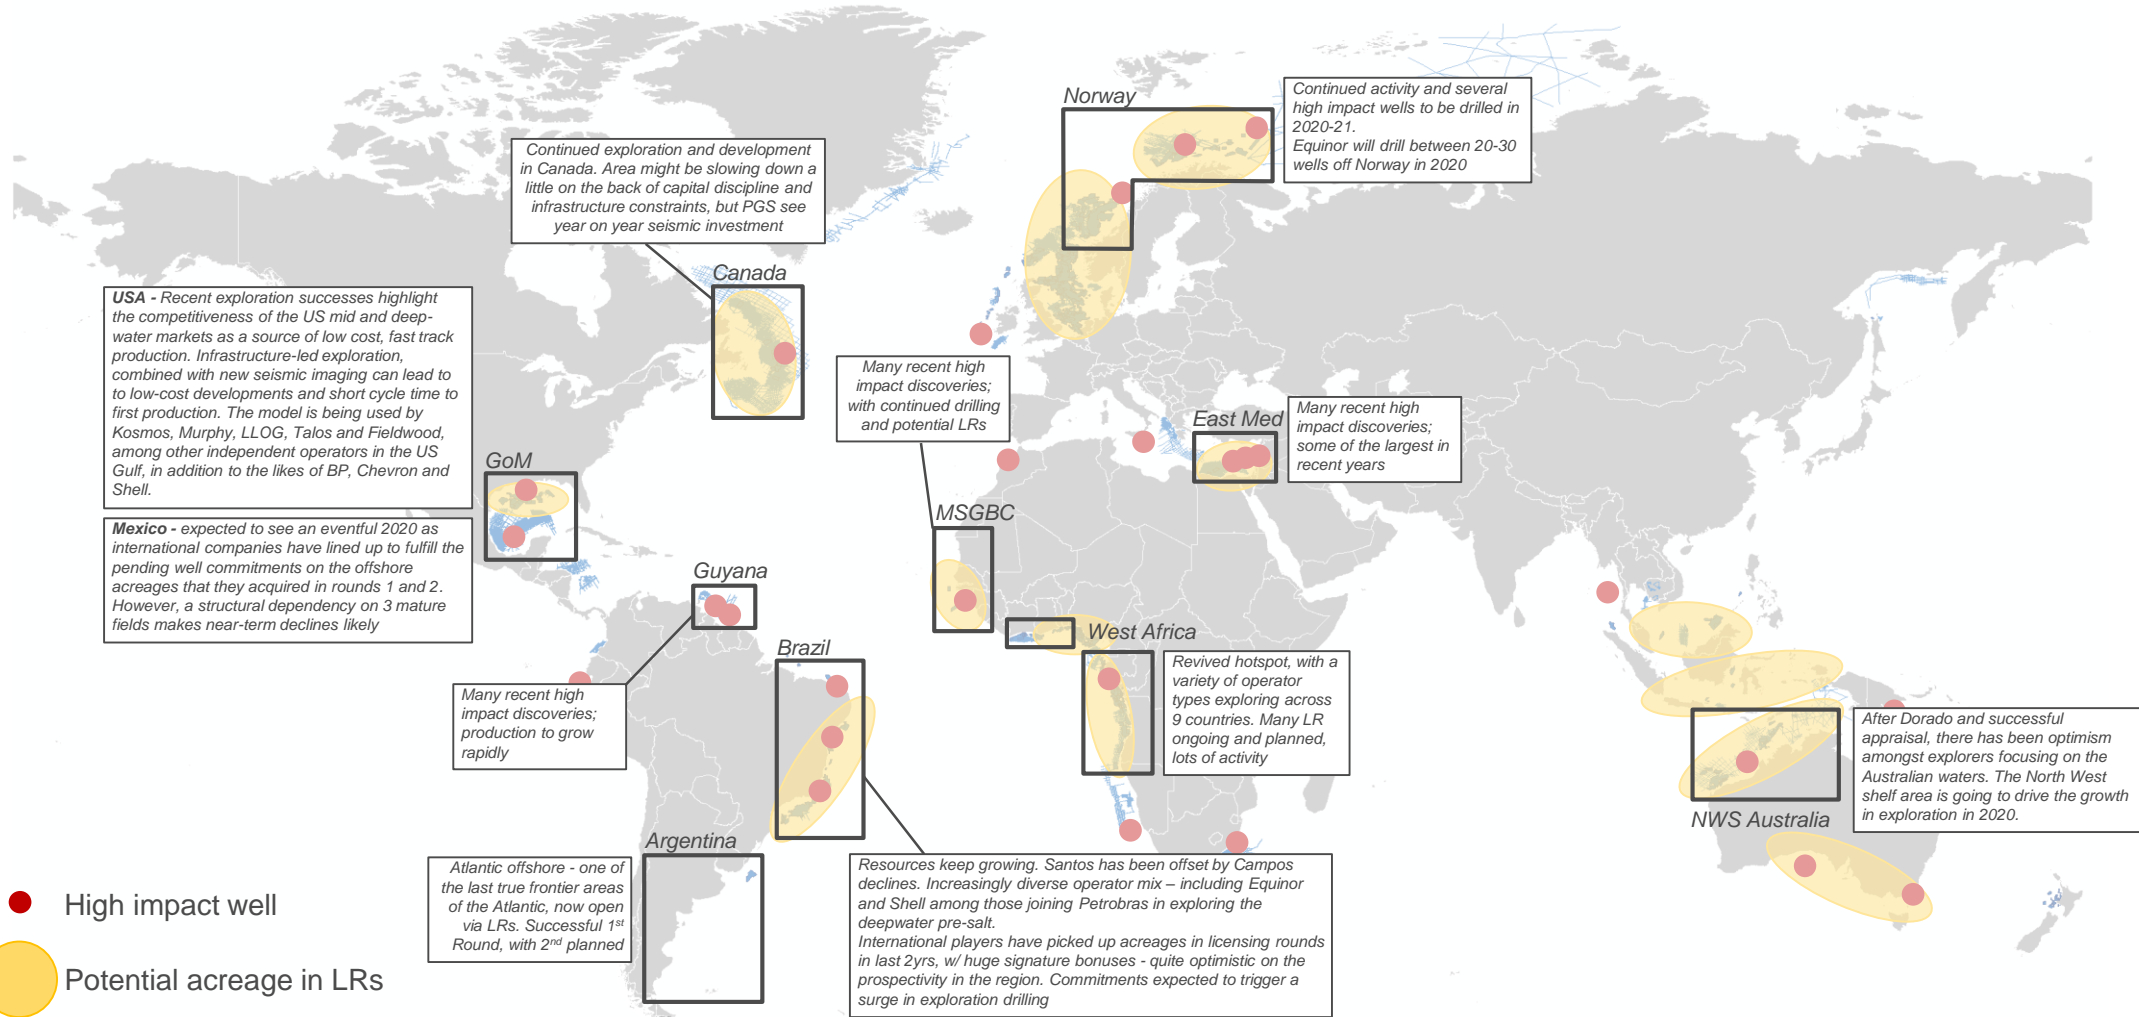 Norway
Continued activity and several
high impact wells to be drilled in
2020-21.
Equinor will drill between 20-30
wells off Norway in 2020
Continued exploration and development
in Canada. Area might be slowing down a
little on the back of capital discipline and
infrastructure constraints, but PGS see
year on year seismic investment
Canada
USA - Recent exploration successes highlight
the competitiveness of the US mid and deep-
water markets as a source of low cost, fast track
production. Infrastructure-led exploration,
combined with new seismic imaging can lead to
to low-cost developments and short cycle time to
first production. The model is being used by
Kosmos, Murphy, LLOG, Talos and Fieldwood,
among other independent operators in the US
Gulf, in addition to the likes of BP, Chevron and
Shell.
GoM
Mexico - expected to see an eventful 2020 as
international companies have lined up to fulfill the
pending well commitments on the offshore
acreages that they acquired in rounds 1 and 2.
However, a structural dependency on 3 mature
fields makes near-term declines likely
Many recent high
impact discoveries;
with continued drilling
and potential LRs
MSGBC
East Med
Many recent high
impact discoveries;
some of the largest in
recent years
Guyana
Many recent high
impact discoveries;
production to grow
rapidly
Brazil
West Africa
Revived hotspot, with a
variety of operator
types exploring across
9 countries. Many LR
ongoing and planned,
lots of activity
After Dorado and successful
appraisal, there has been optimism
amongst explorers focusing on the
Australian waters. The North West
shelf area is going to drive the growth
in exploration in 2020.
NWS Australia
Argentina
Atlantic offshore - one of
the last true frontier areas
of the Atlantic, now open
via LRs. Successful 1st
Round, with 2nd planned
Resources keep growing. Santos has been offset by Campos
declines. Increasingly diverse operator mix – including Equinor
and Shell among those joining Petrobras in exploring the
deepwater pre-salt.
International players have picked up acreages in licensing rounds
in last 2yrs, w/ huge signature bonuses - quite optimistic on the
prospectivity in the region. Commitments expected to trigger a
surge in exploration drilling
High impact well
Potential acreage in LRs